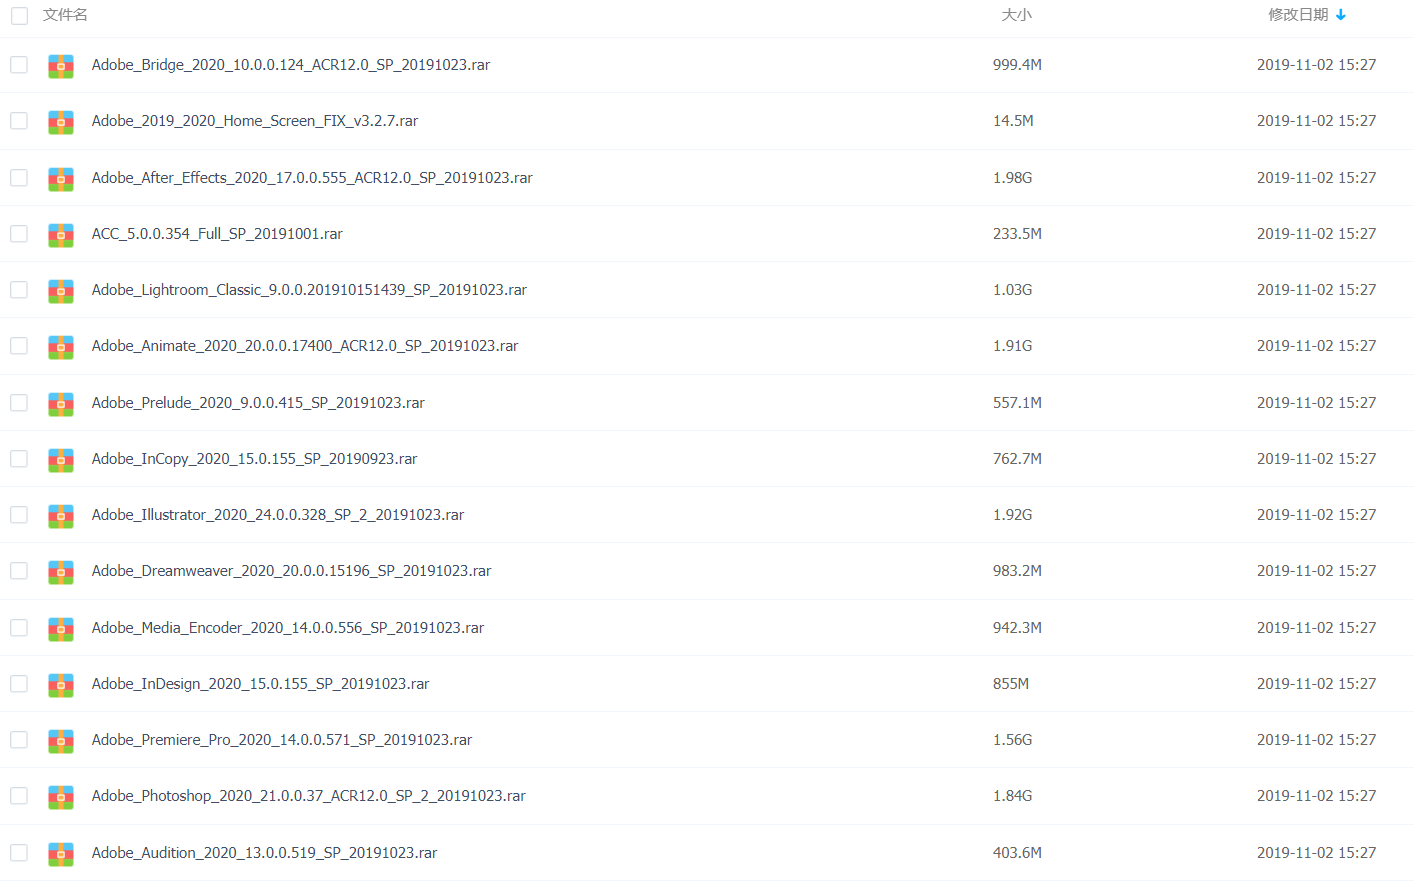 文件名 大小 修改日期
Adobe_Bridge_2020_10.0.0.124_ACR12.0_SP_20191023.rar 999.4M 2019-11-02 15:27
Adobe_2019_2020_Home_Screen_FIX_v3.2.7.rar 14.5M 2019-11-02 15:27
Adobe_After_Effects_2020_17.0.0.555_ACR12.0_SP_20191023.rar 1.98G 2019-11-02 15:27
ACC_5.0.0.354_Full_SP_20191001.rar 233.5M 2019-11-02 15:27
Adobe_Lightroom_Classic_9.0.0.201910151439_SP_20191023.rar 1.03G 2019-11-02 15:27
Adobe_Animate_2020_20.0.0.17400_ACR12.0_SP_20191023.rar 1.91G 2019-11-02 15:27
Adobe_Prelude_2020_9.0.0.415_SP_20191023.rar 557.1M 2019-11-02 15:27
Adobe_InCopy_2020_15.0.155_SP_20190923.rar 762.7M 2019-11-02 15:27
Adobe_Illustrator_2020_24.0.0.328_SP_2_20191023.rar 1.92G 2019-11-02 15:27
Adobe_Dreamweaver_2020_20.0.0.15196_SP_20191023.rar 983.2M 2019-11-02 15:27
Adobe_Media_Encoder_2020_14.0.0.556_SP_20191023.rar 942.3M 2019-11-02 15:27
Adobe_InDesign_2020_15.0.155_SP_20191023.rar 855M 2019-11-02 15:27
Adobe_Premiere_Pro_2020_14.0.0.571_SP_20191023.rar 1.56G 2019-11-02 15:27
Adobe_Photoshop_2020_21.0.0.37_ACR12.0_SP_2_20191023.rar 1.84G 2019-11-02 15:27
Adobe_Audition_2020_13.0.0.519_SP_20191023.rar 403.6M 2019-11-02 15:27